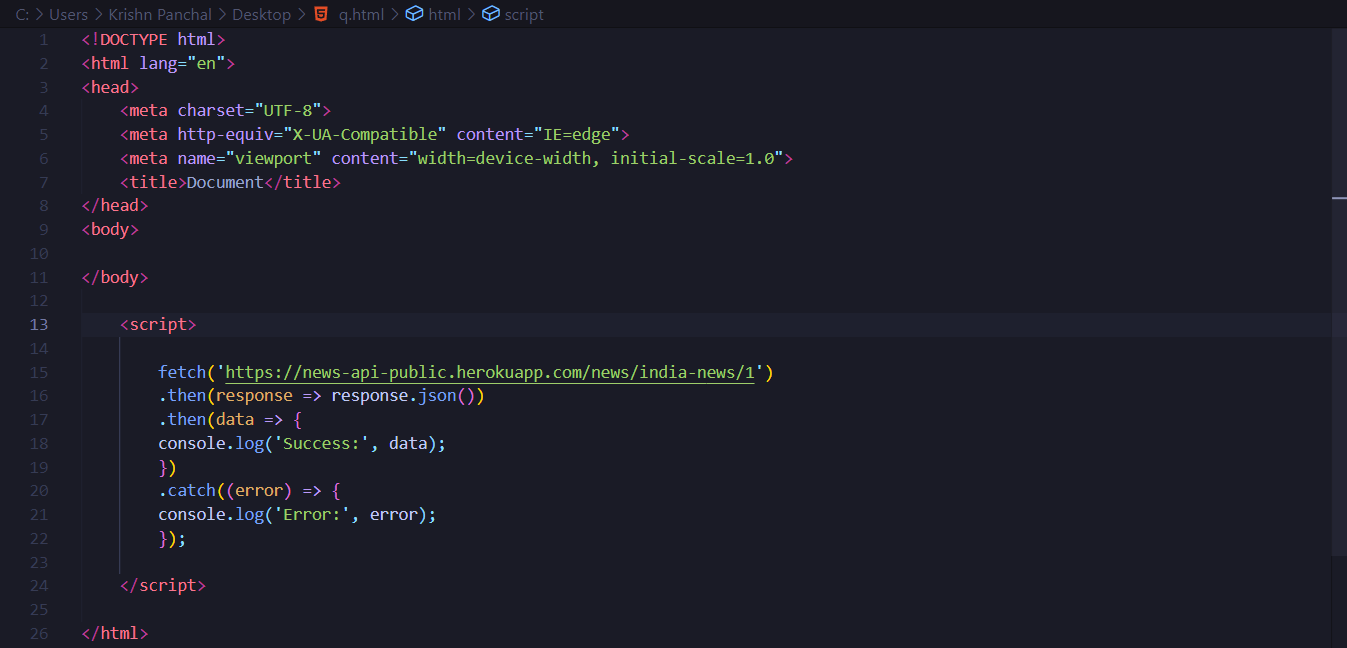 C: > Users > Krishn Panchal > Desktop > q.html > html > script
1 <!DOCTYPE html>
2 <html lang="en">
3 <head>
4     <meta charset="UTF-8">
5     <meta http-equiv="X-UA-Compatible" content="IE=edge">
6     <meta name="viewport" content="width=device-width, initial-scale=1.0">
7     <title>Document</title>
8 </head>
9 <body>
10
11 </body>
12
13     <script>
14
15         fetch('https://news-api-public.herokuapp.com/news/india-news/1')
16         .then(response => response.json())
17         .then(data => {
18         console.log('Success:', data);
19         })
20         .catch((error) => {
21         console.log('Error:', error);
22         });
23
24     </script>
25
26 </html>